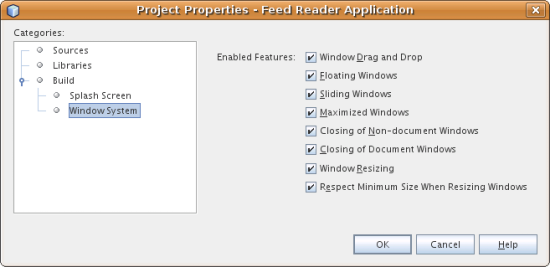 Project Properties - Feed Reader Application
Categories:
Sources
Libraries
Build
Splash Screen
Window System
Enabled Features:
Window Drag and Drop
Floating Windows
Sliding Windows
Maximized Windows
Closing of Non-document Windows
Closing of Document Windows
Window Resizing
Respect Minimum Size When Resizing Windows
OK
Cancel
Help